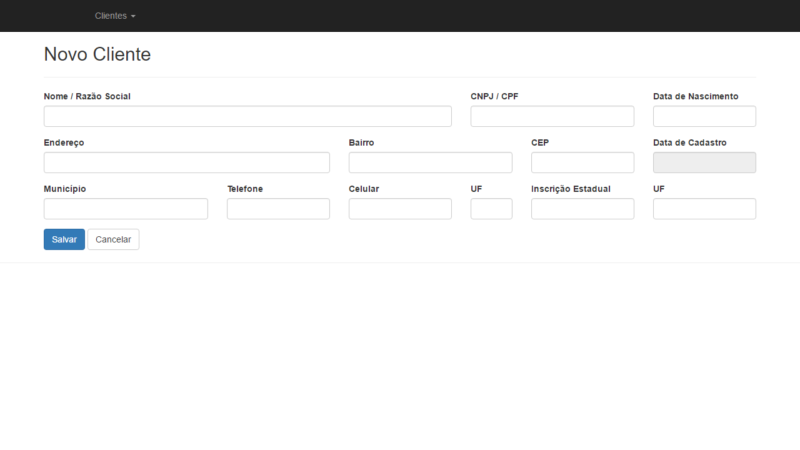 Clientes
Novo Cliente
Nome / Razão Social CNPJ / CPF Data de Nascimento
Endereço Bairro CEP Data de Cadastro
Municipio Telefone Celular UF Inscrição Estadual UF
Salvar Cancelar